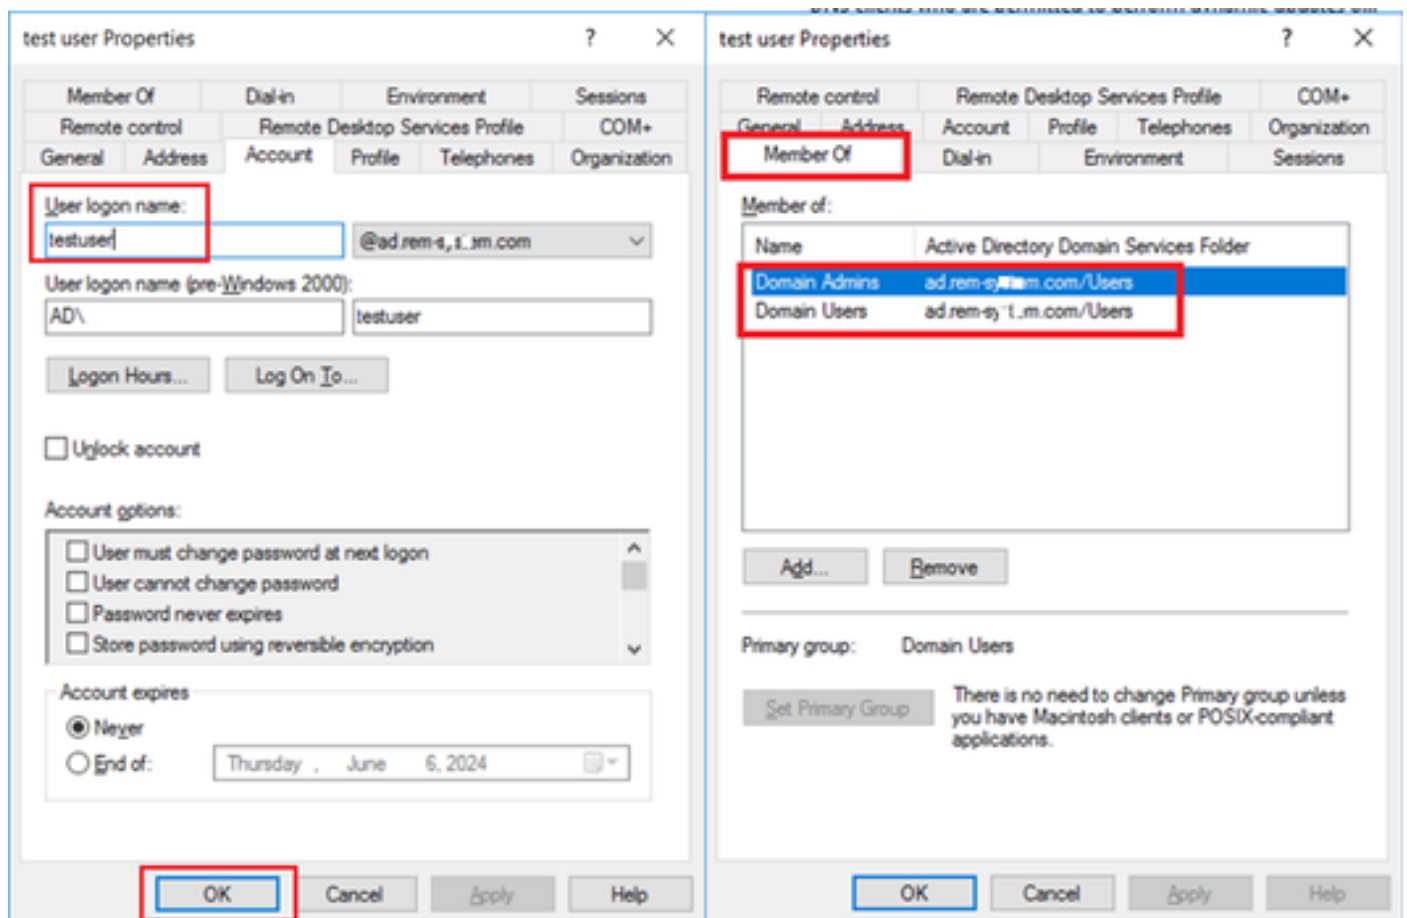 test user Properties
Member Of Dial-in Environment Sessions
Remote control Remote Desktop Services Profile COM+
General Address Account Profile Telephones Organization
User logon name:
testuser
User logon name (pre-Windows 2000):
AD\ testuser
Logon Hours... Log On To...
Unlock account
Account options:
User must change password at next logon
User cannot change password
Password never expires
Store password using reversible encryption
Account expires
Never
End of: Thursday , June 6, 2024
OK Cancel Apply Help
test user Properties
Remote control Remote Desktop Services Profile COM+
General Address Account Profile Telephones Organization
Member Of Dial-in Environment Sessions
Member of:
Name Active Directory Domain Services Folder
Domain Admins
Domain Users
Add... Remove
Primary group: Domain Users
Set Primary Group
There is no need to change Primary group unless
you have Macintosh clients or POSIX-compliant
applications.
OK Cancel Apply Help